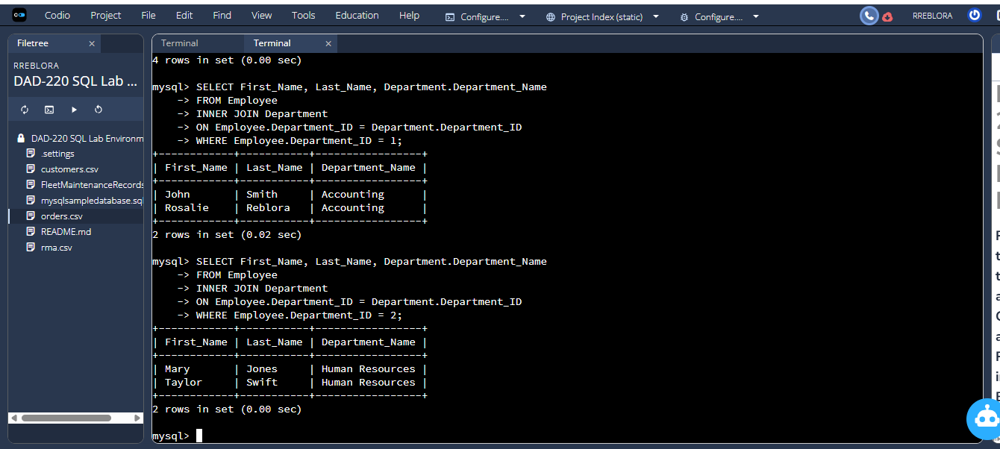 Codio Project File Edit Find View Tools Education Help Configure.... Project Index (static) Configure.... RREBLORA
Filetree
RREBLORA
DAD-220 SQL Lab ...
DAD-220 SQL Lab Environm
.settings
customers.csv
FleetMaintenanceRecords
mysqlsampledatabase.sql
orders.csv
README.md
rma.csv
Terminal Terminal
4 rows in set (0.00 sec)
mysql> SELECT First_Name, Last_Name, Department.Department_Name
-> FROM Employee
-> INNER JOIN Department
-> ON Employee.Department_ID = Department.Department_ID
-> WHERE Employee.Department_ID = 1;
+------------+-----------+-----------------+
| First_Name | Last_Name | Department_Name |
+------------+-----------+-----------------+
| John | Smith | Accounting |
| Rosalie | Reblora | Accounting |
+------------+-----------+-----------------+
2 rows in set (0.02 sec)
mysql> SELECT First_Name, Last_Name, Department.Department_Name
-> FROM Employee
-> INNER JOIN Department
-> ON Employee.Department_ID = Department.Department_ID
-> WHERE Employee.Department_ID = 2;
+------------+-----------+-----------------+
| First_Name | Last_Name | Department_Name |
+------------+-----------+-----------------+
| Mary | Jones | Human Resources |
| Taylor | Swift | Human Resources |
+------------+-----------+-----------------+
2 rows in set (0.00 sec)
mysql>